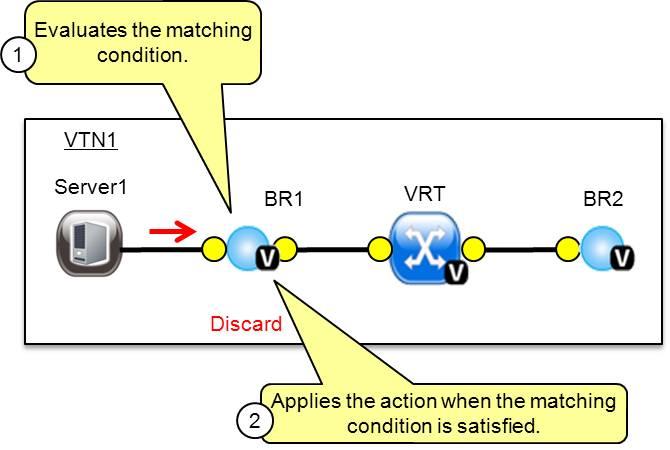 Evaluates the matching
condition.
1
VTN1
Server1
BR1
VRT
BR2
V
V
V
Discard
Applies the action when the matching
condition is satisfied.
2